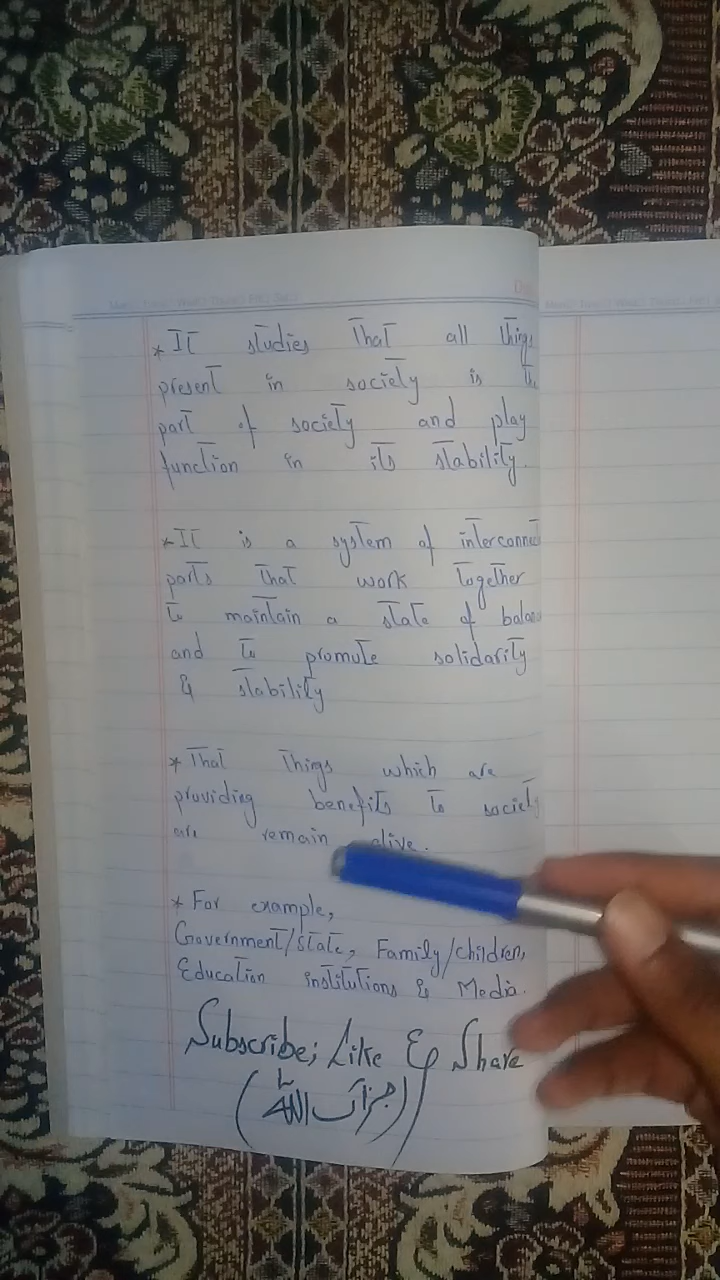 * It studies that all things
present in society is the
part of society and play
function in its stability.
* It is a system of interconnec
parts that work together
to maintain a state of balan
and to promote solidarity
& stability
* That things which are
providing benefits to society
are remain alive.
* For example,
Government/State, Family/children,
Education institutions & Media.
Subscribe; Like & Share
(جزاک اللہ)